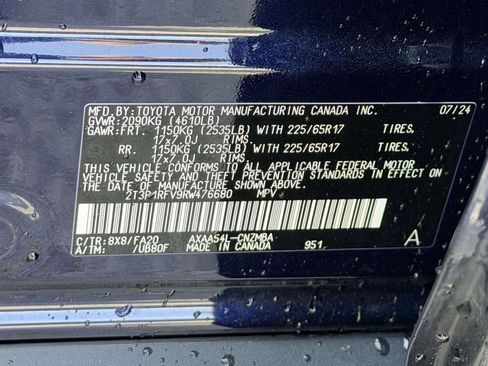 MFD. BY: TOYOTA MOTOR MANUFACTURING CANADA INC. 07/24
GVWR: 2090KG (4610LB)
GAWR: FRT. 1150KG (2535LB) WITH 225/65R17 TIRES,
17x7.0J RIMS,
RR. 1150KG (2535LB) WITH 225/65R17 TIRES,
17x7.0J RIMS,
THIS VEHICLE CONFORMS TO ALL APPLICABLE FEDERAL MOTOR
VEHICLE SAFETY AND THEFT PREVENTION STANDARDS IN
EFFECT ON THE DATE OF MANUFACTURE SHOWN ABOVE.
2T3P1RFV9RW476680 MPV
C/TR: 8X8/FA20 AXAA54L-CNZMBA
A/TM: /UB80F MADE IN CANADA 951 A